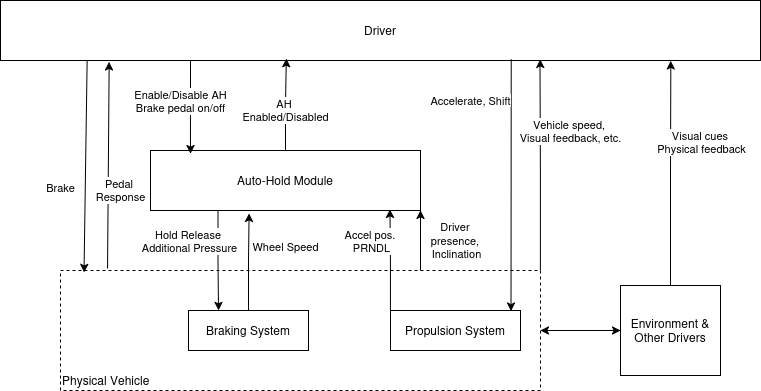 Driver
Enable/Disable AH
Brake pedal on/off
AH
Enabled/Disabled
Accelerate, Shift
Vehicle speed,
Visual feedback, etc.
Visual cues
Physical feedback
Brake
Pedal
Response
Auto-Hold Module
Hold Release
Additional Pressure
Wheel Speed
Accel pos.
PRNDL
Driver
presence,
Inclination
Braking System
Propulsion System
Environment &
Other Drivers
Physical Vehicle